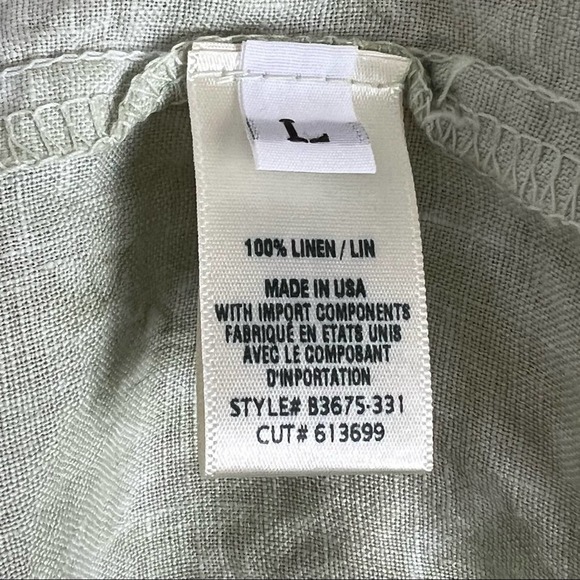 L
100% LINEN / LIN
MADE IN USA
WITH IMPORT COMPONENTS
FABRIQUÉ EN ETATS UNIS
AVEC LE COMPOSANT
D'INPORTATION
STYLE# B3675-331
CUT# 613699